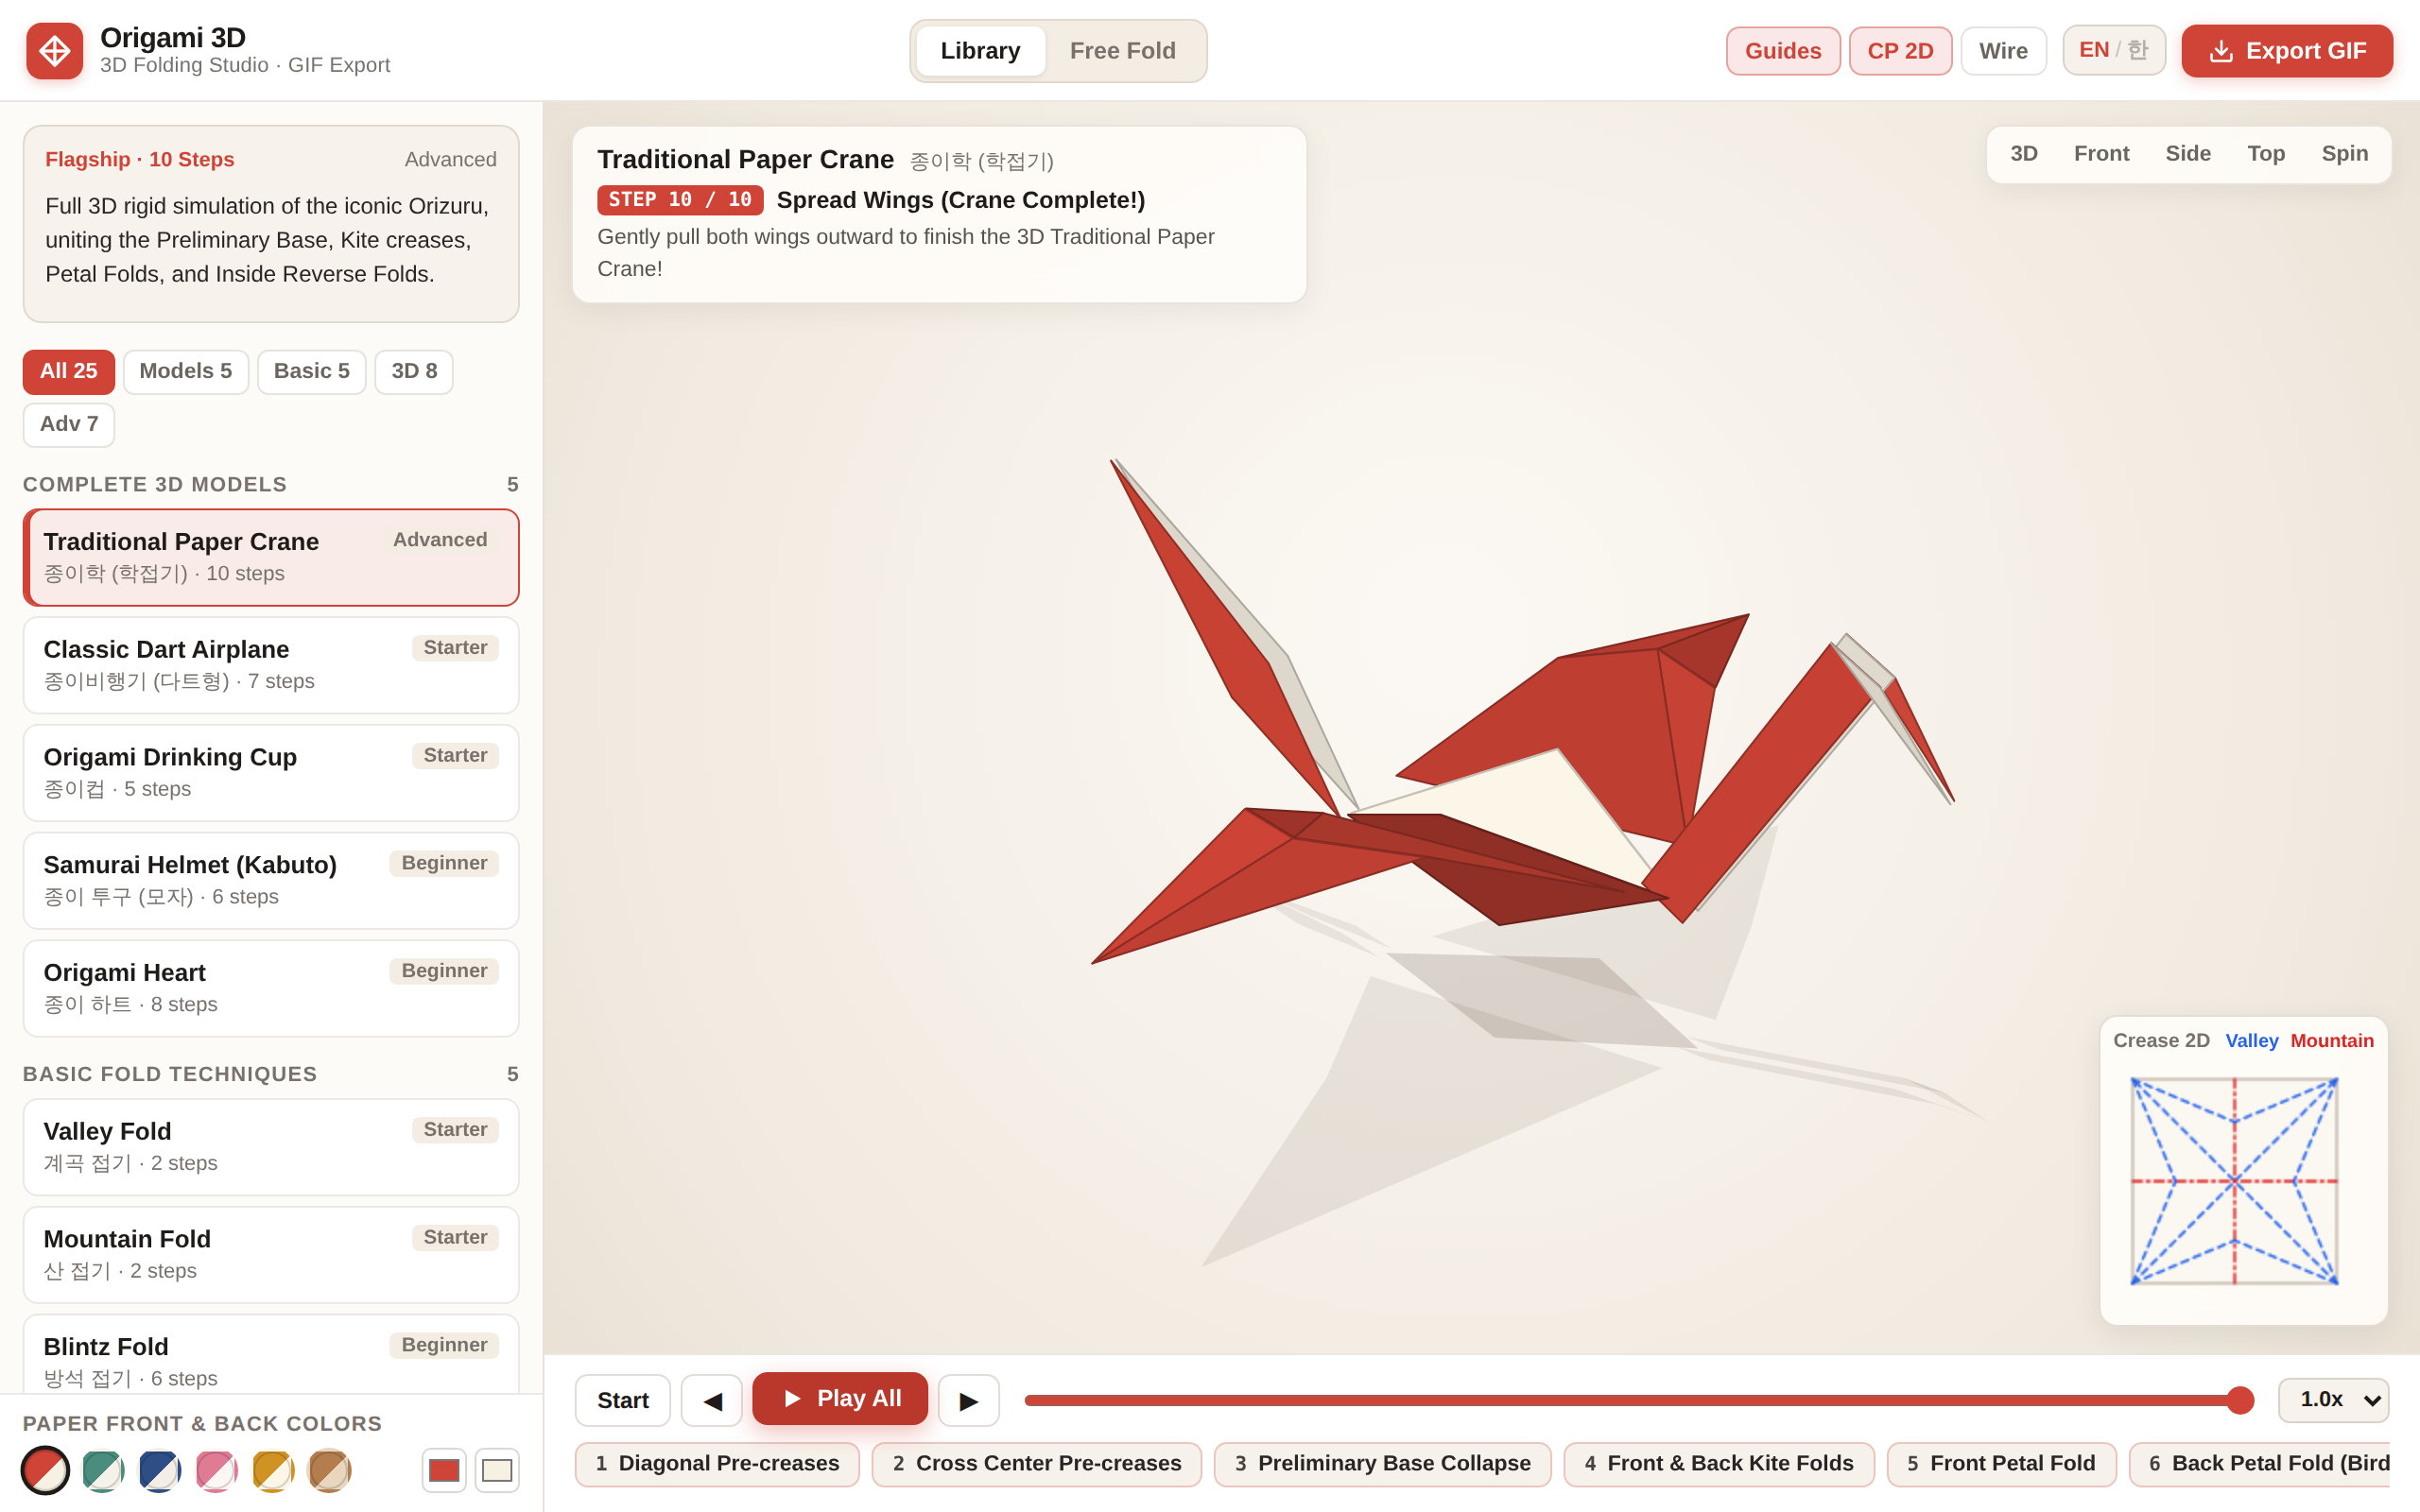 Origami 3D
3D Folding Studio · GIF Export
Library Free Fold
Guides CP 2D Wire EN / 한 Export GIF
Flagship · 10 Steps Advanced
Full 3D rigid simulation of the iconic Orizuru,
uniting the Preliminary Base, Kite creases,
Petal Folds, and Inside Reverse Folds.
All 25 Models 5 Basic 5 3D 8
Adv 7
COMPLETE 3D MODELS 5
Traditional Paper Crane Advanced
종이학 (학접기) · 10 steps
Classic Dart Airplane Starter
종이비행기 (다트형) · 7 steps
Origami Drinking Cup Starter
종이컵 · 5 steps
Samurai Helmet (Kabuto) Beginner
종이 투구 (모자) · 6 steps
Origami Heart Beginner
종이 하트 · 8 steps
BASIC FOLD TECHNIQUES 5
Valley Fold Starter
계곡 접기 · 2 steps
Mountain Fold Starter
산 접기 · 2 steps
Blintz Fold Beginner
방석 접기 · 6 steps
PAPER FRONT & BACK COLORS
Traditional Paper Crane 종이학 (학접기)
STEP 10 / 10 Spread Wings (Crane Complete!)
Gently pull both wings outward to finish the 3D Traditional Paper
Crane!
3D Front Side Top Spin
Crease 2D Valley Mountain
Start ◀ Play All ▶ 1.0x
1 Diagonal Pre-creases 2 Cross Center Pre-creases 3 Preliminary Base Collapse 4 Front & Back Kite Folds 5 Front Petal Fold 6 Back Petal Fold (Bird